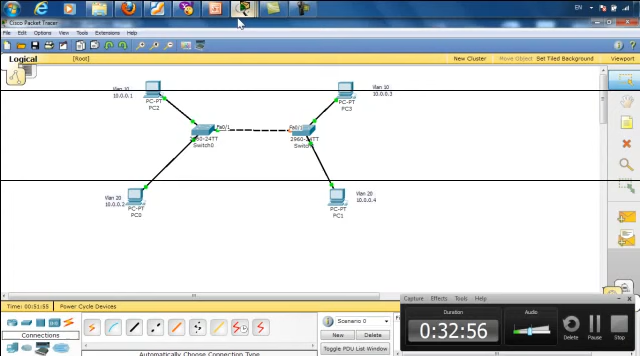 EN
Cisco Packet Tracer
File Edit Options View Tools Extensions Help
Logical [Root] New Cluster Move Object Set Tiled Background Viewport
Vlan 10
10.0.0.1
PC-PT
PC2
Vlan 10
10.0.0.3
PC-PT
PC3
Fa0/1
2960-24TT
Switch0
Fa0/1
2960-24TT
Vlan 20
10.0.0.2
PC-PT
PC0
Vlan 20
10.0.0.4
PC-PT
PC1
Time: 00:51:55 Power Cycle Devices
Connections
Automatically Choose Connection Type
Scenario 0
New Delete
Toggle PDU List Window
Capture Effects Tools Help
Duration
0:32:56
Audio
Delete Pause Stop